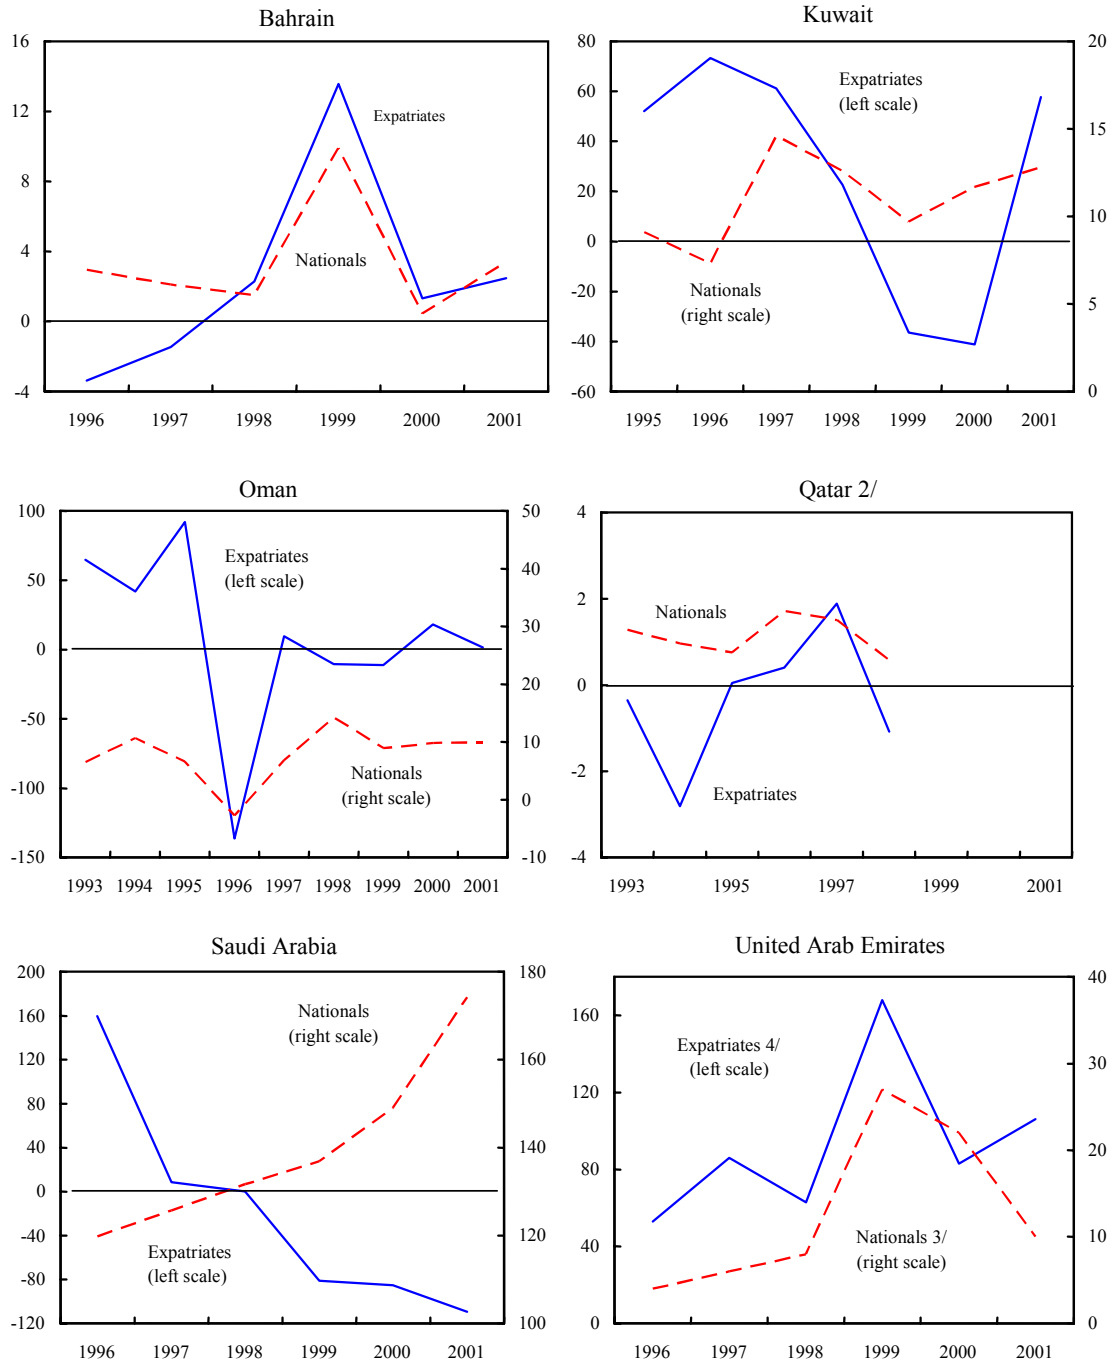 Bahrain
16
12
8
4
0
-4
Expatriates
Nationals
1996 1997 1998 1999 2000 2001
Kuwait
80
60
40
20
0
-20
-40
-60
20
15
10
5
0
Expatriates
(left scale)
Nationals
(right scale)
1995 1996 1997 1998 1999 2000 2001
Oman
100
50
0
-50
-100
-150
50
40
30
20
10
0
-10
Expatriates
(left scale)
Nationals
(right scale)
1993 1994 1995 1996 1997 1998 1999 2000 2001
Qatar 2/
4
2
0
-2
-4
Nationals
Expatriates
1993 1995 1997 1999 2001
Saudi Arabia
200
160
120
80
40
0
-40
-80
-120
180
160
140
120
100
Nationals
(right scale)
Expatriates
(left scale)
1996 1997 1998 1999 2000 2001
United Arab Emirates
160
120
80
40
0
40
30
20
10
0
Expatriates 4/
(left scale)
Nationals 3/
(right scale)
1996 1997 1998 1999 2000 2001